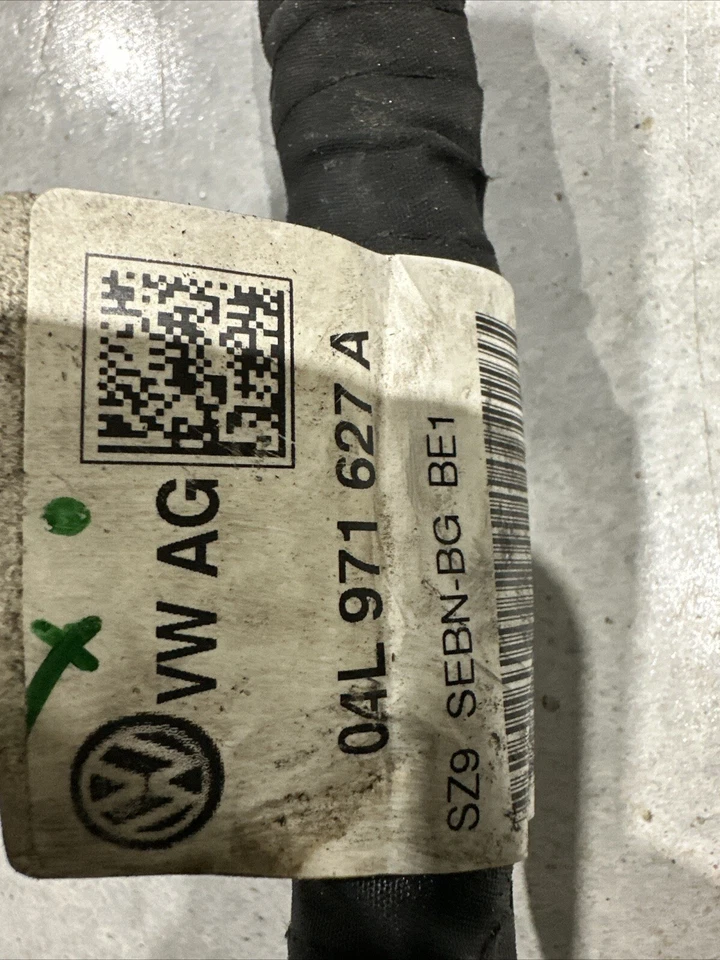 VW AG
04L 971 627 A
SZ9 SEBN-BG BE1